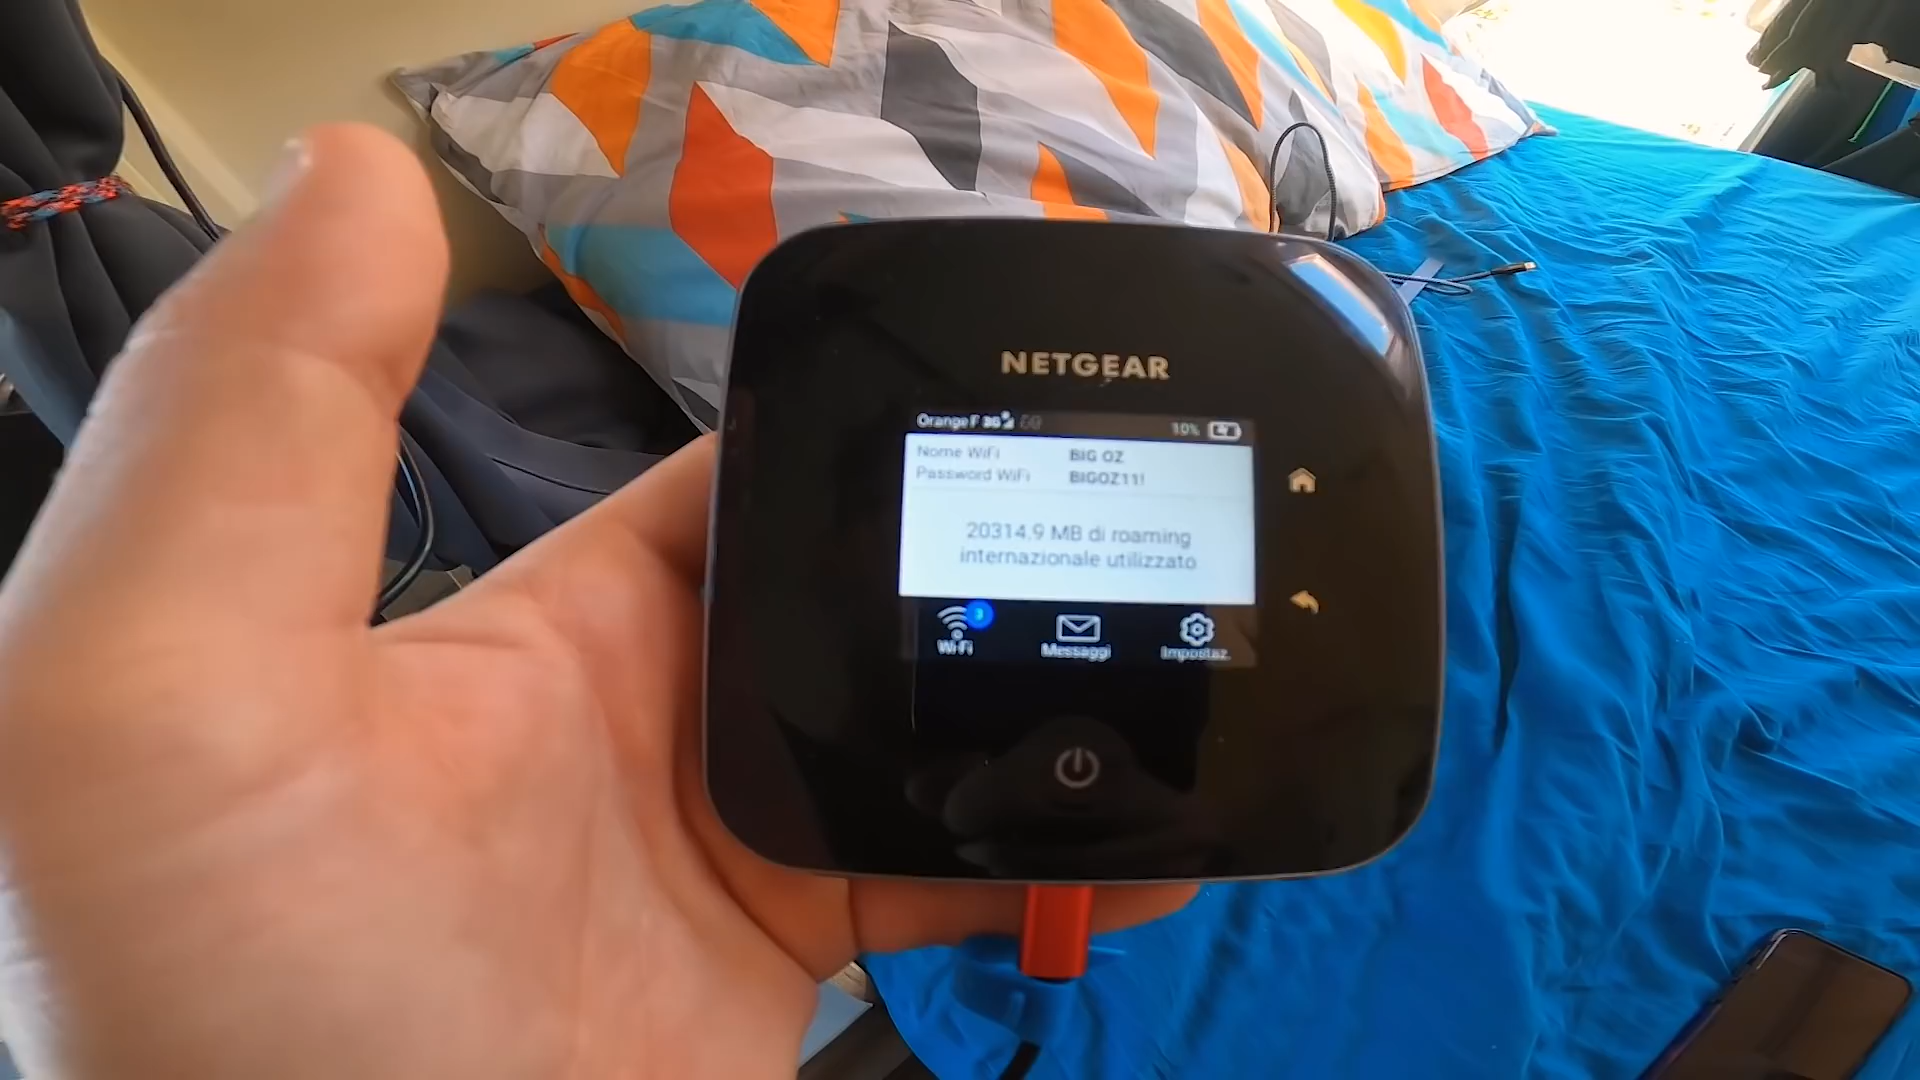 NETGEAR
Orange F 3G 10%
Nome WiFi BIG OZ
Password WiFi BIGOZ11!
20314.9 MB di roaming
internazionale utilizzato
3
WiFi Messaggi Impostaz.